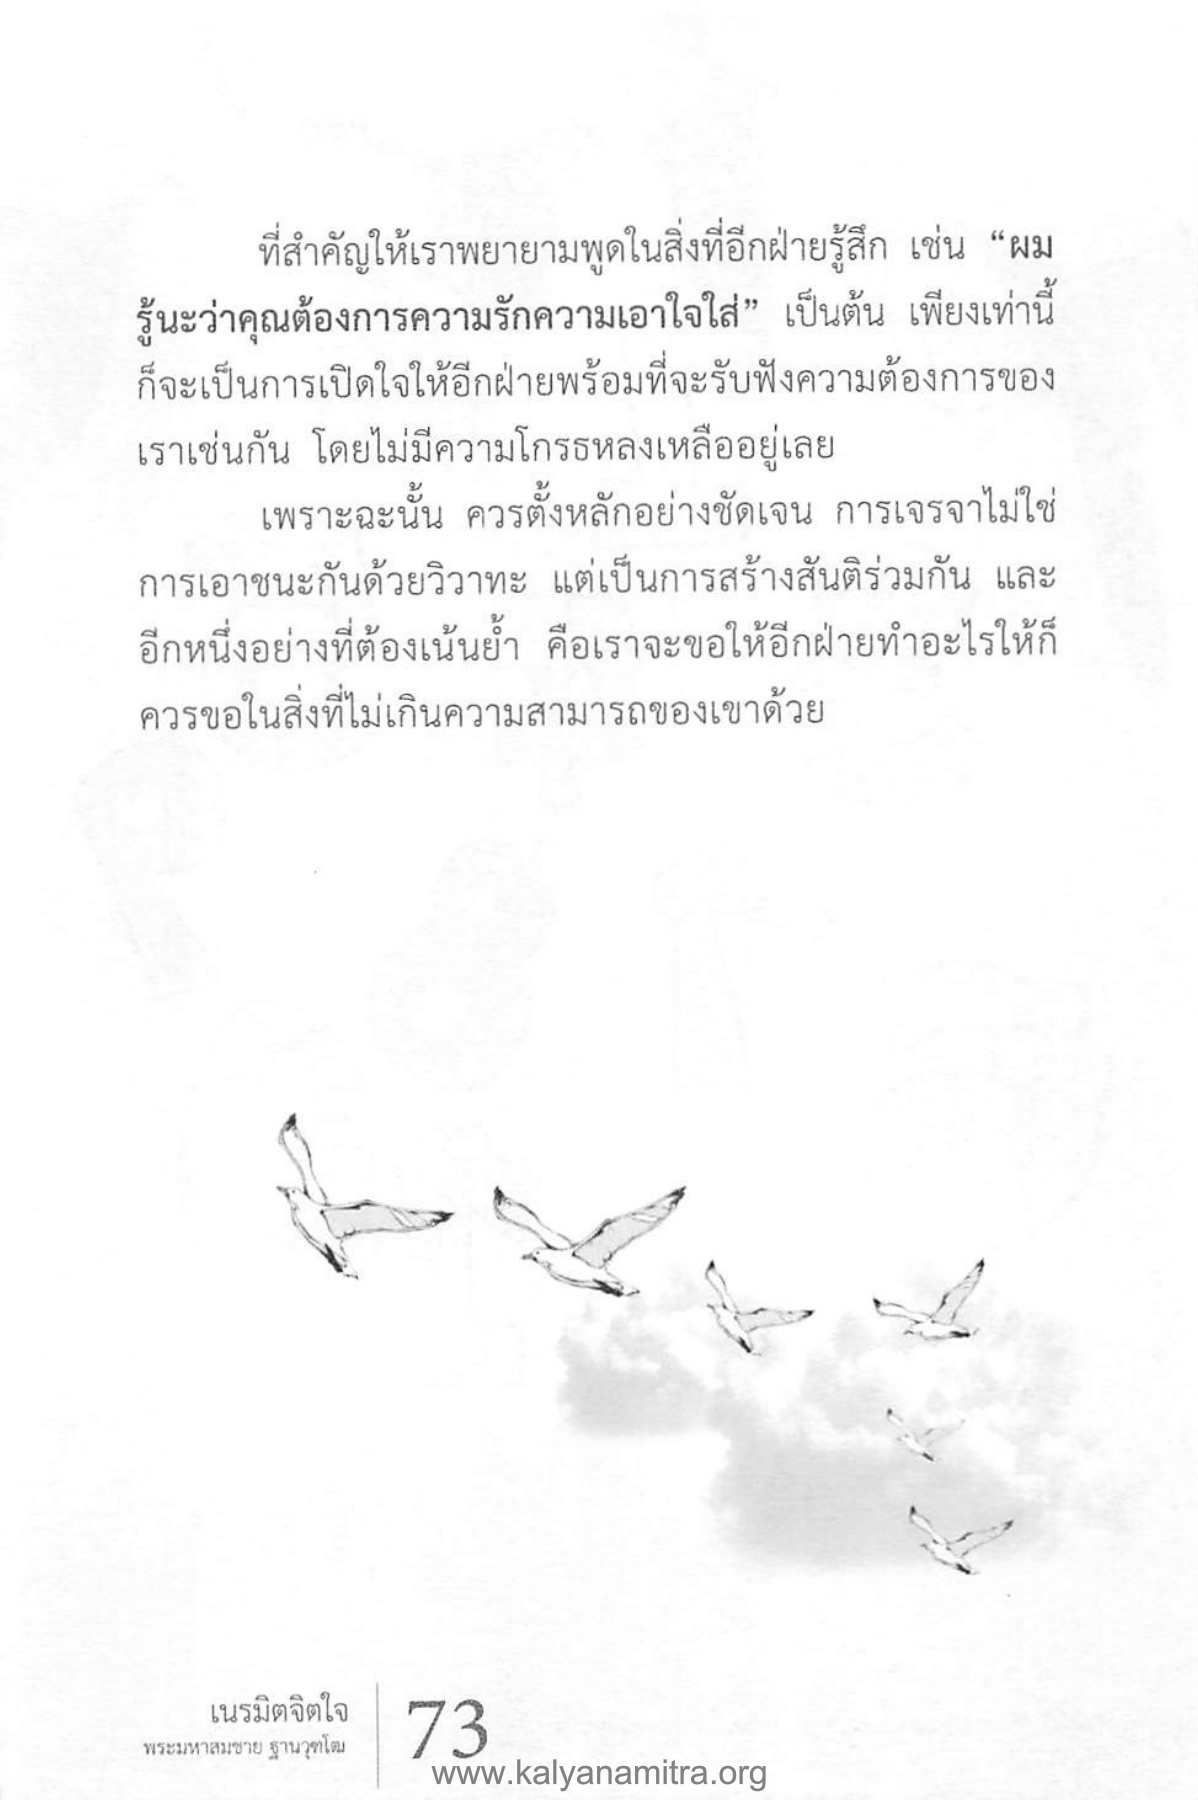 ที่สำคัญให้เราพยายามพูดในสิ่งที่อีกฝ่ายรู้สึก เช่น “ผม
รู้นะว่าคุณต้องการความรักความเอาใจใส่” เป็นต้น เพียงเท่านี้
ก็จะเป็นการเปิดใจให้อีกฝ่ายพร้อมที่จะรับฟังความต้องการของ
เราเช่นกัน โดยไม่มีความโกรธหลงเหลืออยู่เลย
เพราะฉะนั้น ควรตั้งหลักอย่างชัดเจน การเจรจาไม่ใช่
การเอาชนะกันด้วยวิวาทะ แต่เป็นการสร้างสันติร่วมกัน และ
อีกหนึ่งอย่างที่ต้องเน้นย้ำ คือเราจะขอให้อีกฝ่ายทำอะไรให้ก็
ควรขอในสิ่งที่ไม่เกินความสามารถของเขาด้วย
เนรมิตจิตใจ
พระมหาสมชาย ฐานวุฑฺโฒ
73
www.kalyanamitra.org